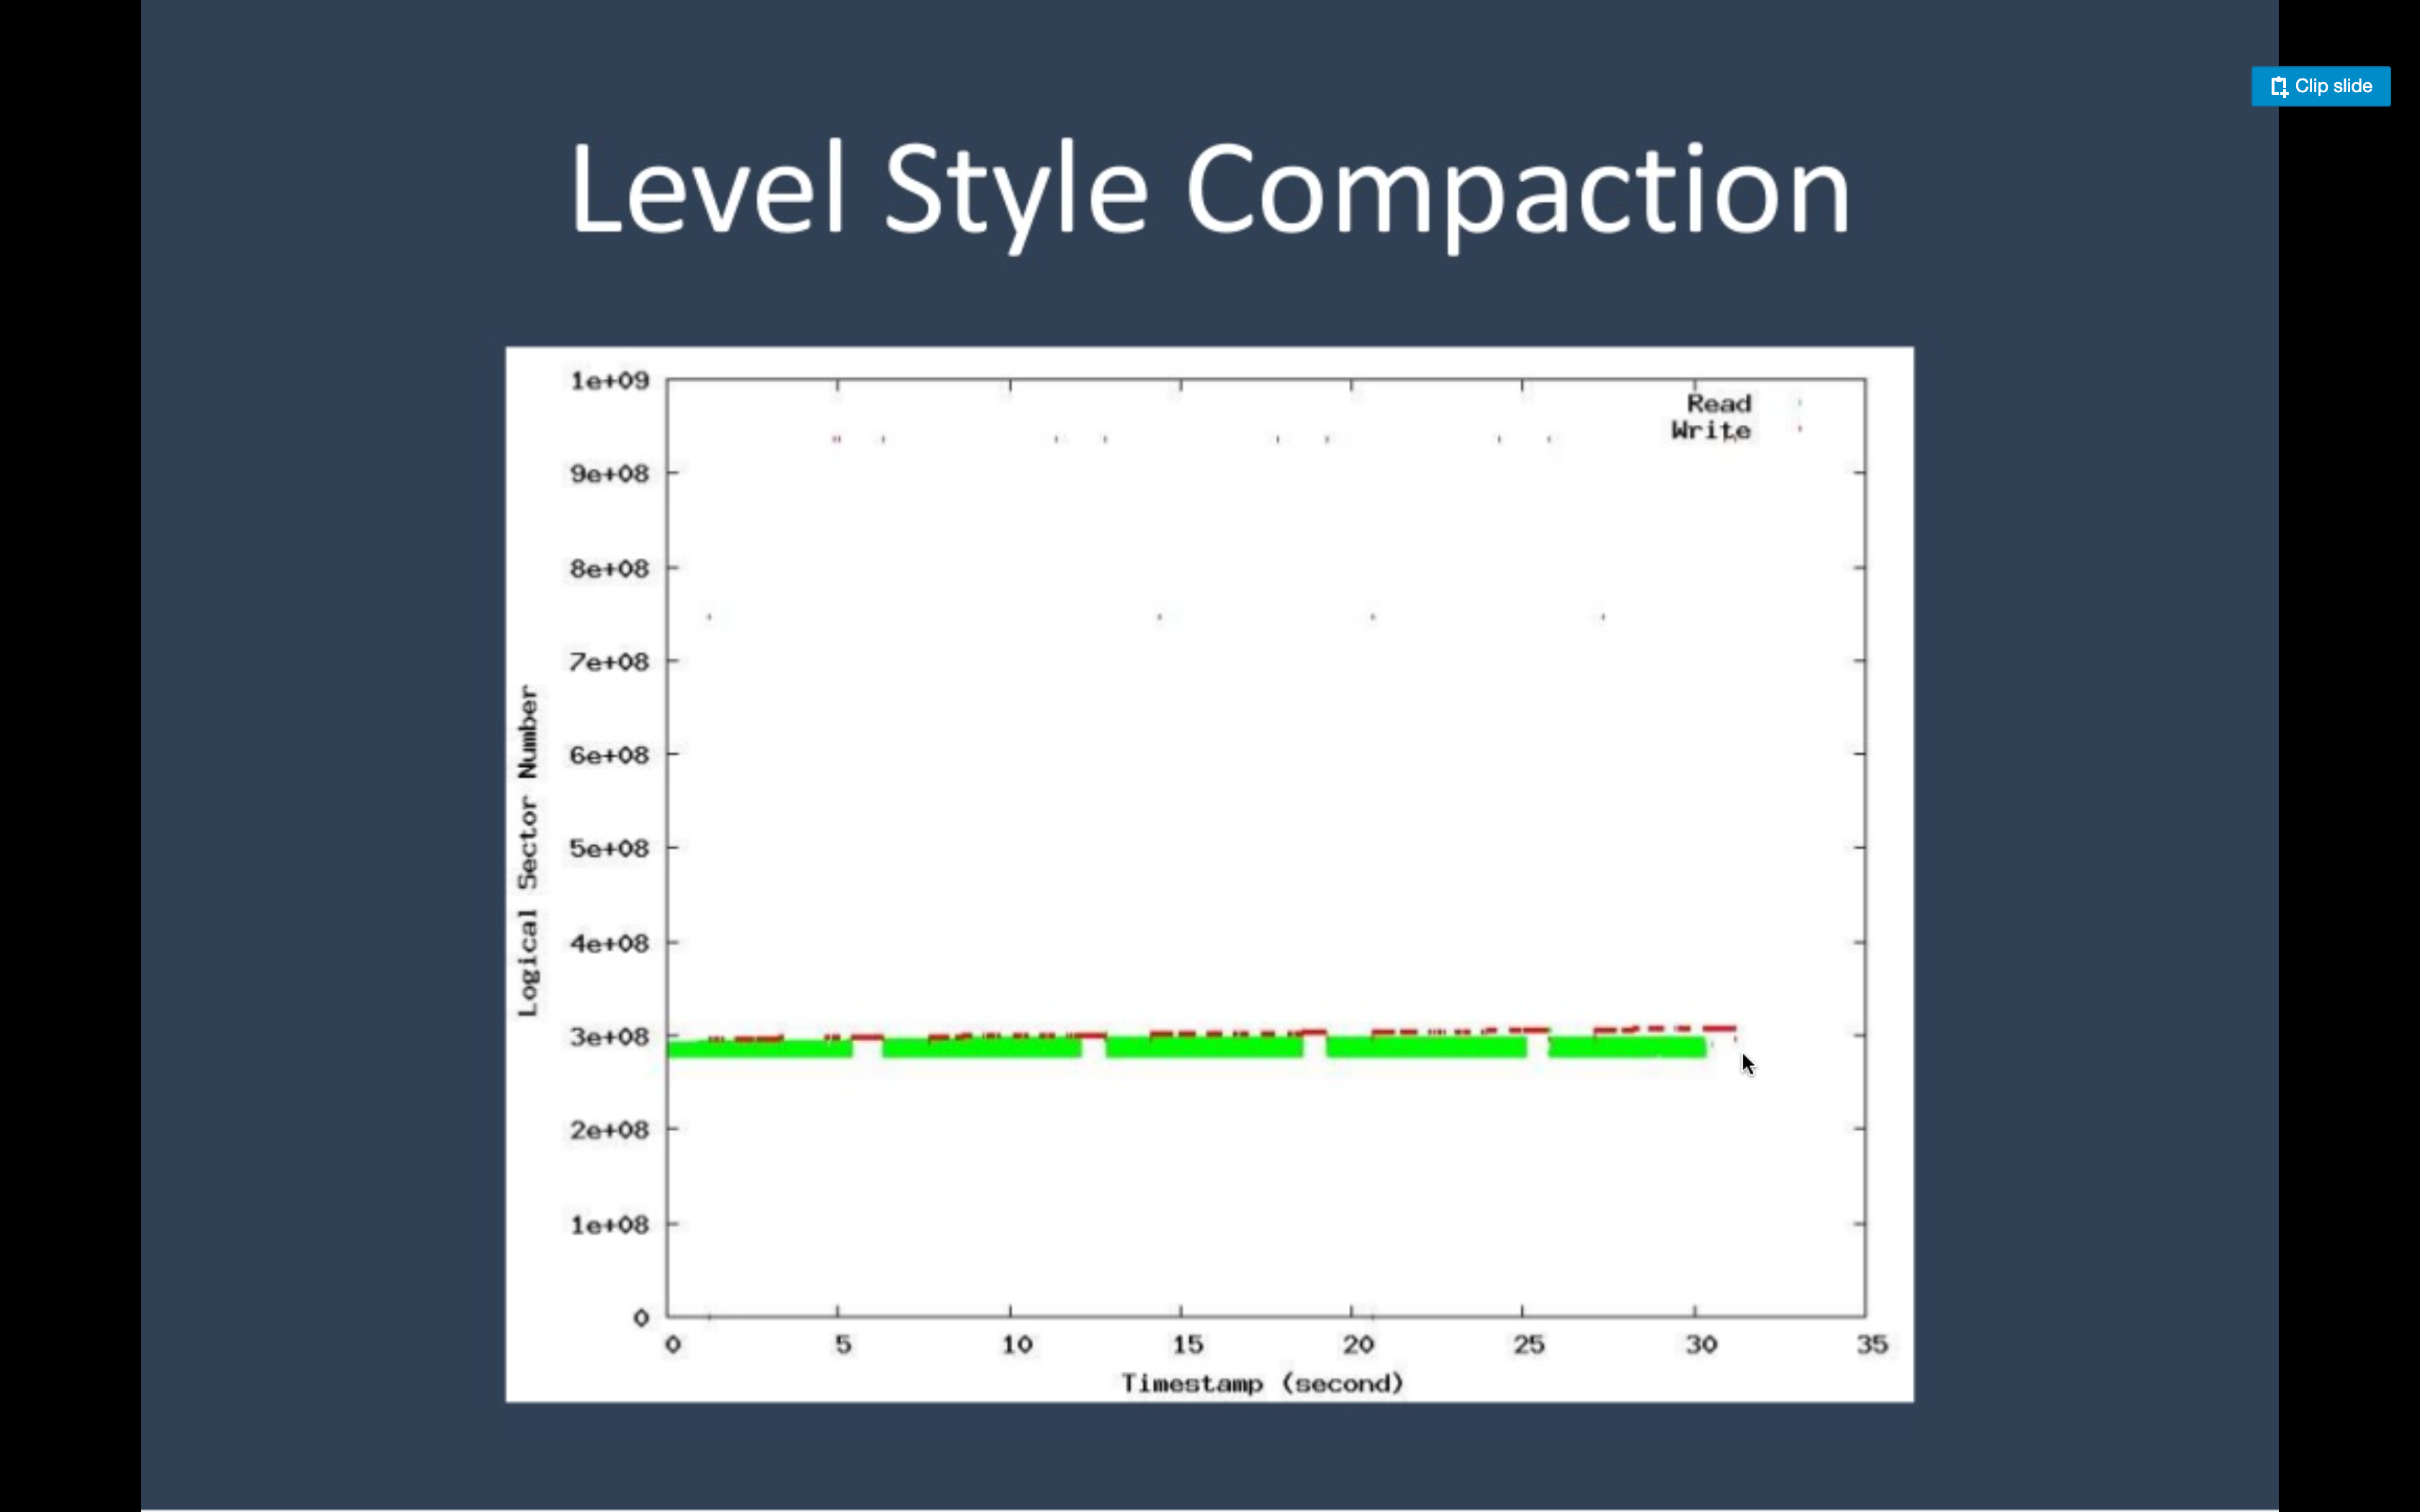 Clip slide
Level Style Compaction
1e+09
9e+08
8e+08
7e+08
6e+08
5e+08
4e+08
3e+08
2e+08
1e+08
0
Logical Sector Number
Read
Write
0 5 10 15 20 25 30 35
Timestamp (second)